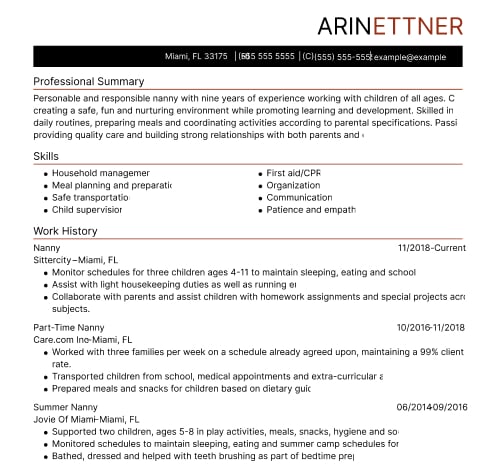 ARINETTNER
Miami, FL 33175 | 555 5555 | (C)(555) 555-555 example@example
Professional Summary
Personable and responsible nanny with nine years of experience working with children of all ages. C
creating a safe, fun and nurturing environment while promoting learning and development. Skilled in
daily routines, preparing meals and coordinating activities according to parental specifications. Passi
providing quality care and building strong relationships with both parents and
Skills
• Household managemer
• Meal planning and preparatic
• Safe transportatio
• Child supervisior
• First aid/CPR
• Organization
• Communication
• Patience and empath
Work History
Nanny 11/2018-Current
Sittercity–Miami, FL
• Monitor schedules for three children ages 4-11 to maintain sleeping, eating and school
• Assist with light housekeeping duties as well as running er
• Collaborate with parents and assist children with homework assignments and special projects acro
subjects.
Part-Time Nanny 10/2016-11/2018
Care.com Inc-Miami, FL
• Worked with three families per week on a schedule already agreed upon, maintaining a 99% client
rate.
• Transported children from school, medical appointments and extra-curricular a
• Prepared meals and snacks for children based on dietary guid
Summer Nanny 06/2014-09/2016
Jovie Of Miami-Miami, FL
• Supported two children, ages 5-8 in play activities, meals, snacks, hygiene and so
• Monitored schedules to maintain sleeping, eating and summer camp schedules for
• Bathed, dressed and helped with teeth brushing as part of bedtime prep